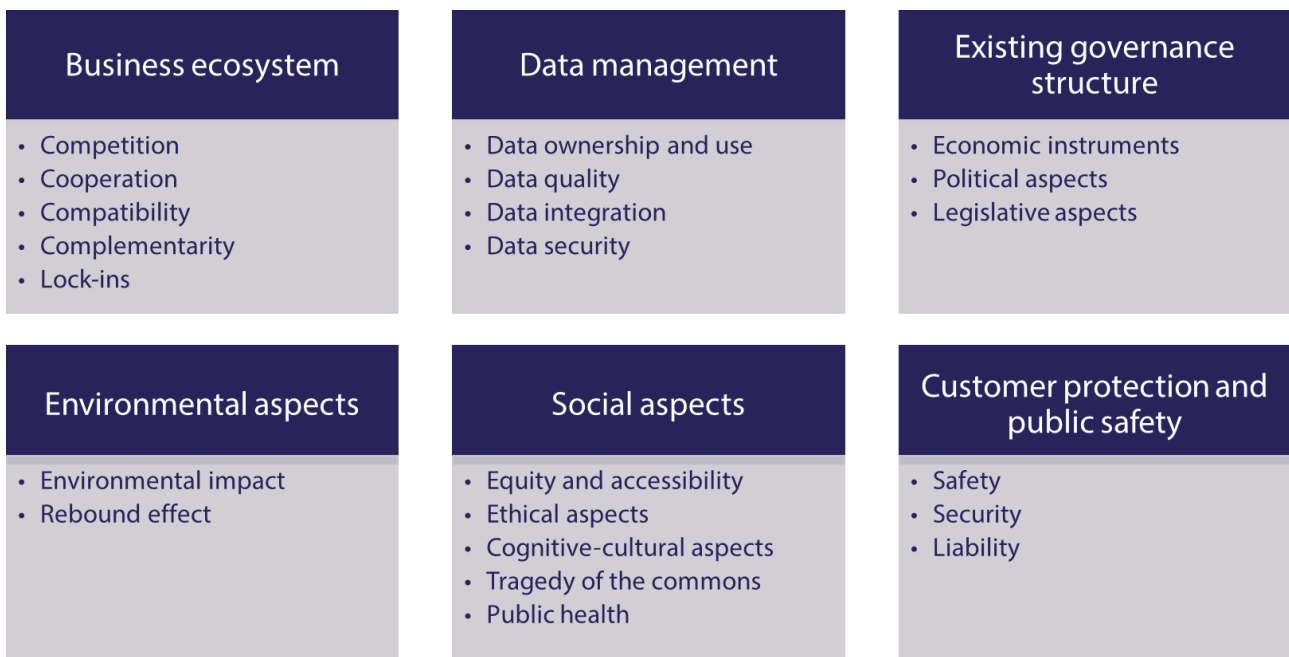 Business ecosystem
• Competition
• Cooperation
• Compatibility
• Complementarity
• Lock-ins
Data management
• Data ownership and use
• Data quality
• Data integration
• Data security
Existing governance
structure
• Economic instruments
• Political aspects
• Legislative aspects
Environmental aspects
• Environmental impact
• Rebound effect
Social aspects
• Equity and accessibility
• Ethical aspects
• Cognitive-cultural aspects
• Tragedy of the commons
• Public health
Customer protection and
public safety
• Safety
• Security
• Liability